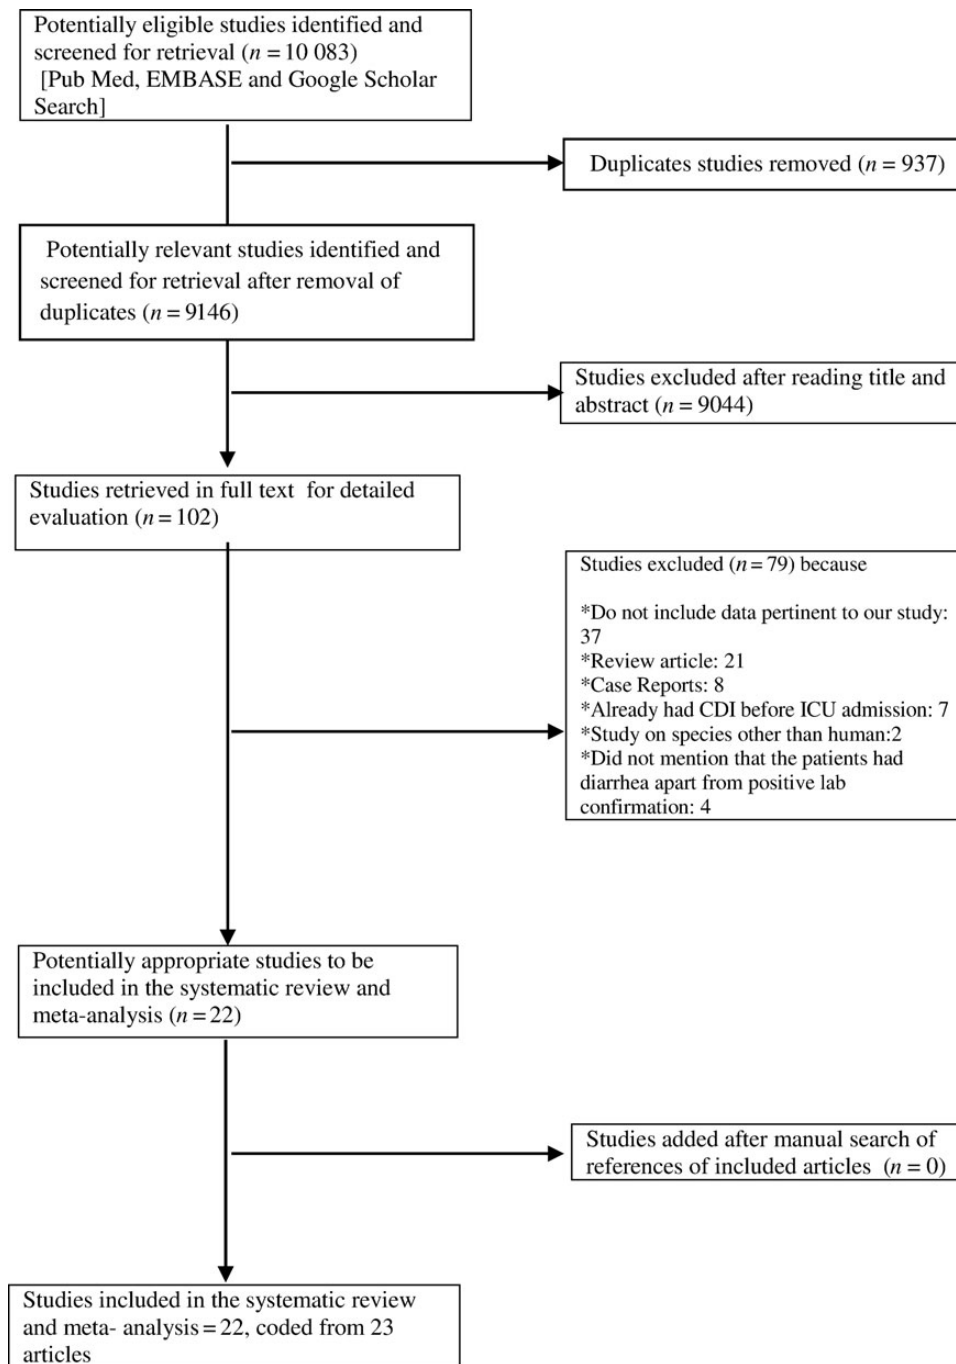 Potentially eligible studies identified and
screened for retrieval (n = 10 083)
[Pub Med, EMBASE and Google Scholar
Search]
Duplicates studies removed (n = 937)
Potentially relevant studies identified and
screened for retrieval after removal of
duplicates (n = 9146)
Studies excluded after reading title and
abstract (n = 9044)
Studies retrieved in full text for detailed
evaluation (n = 102)
Studies excluded (n = 79) because
*Do not include data pertinent to our study:
37
*Review article: 21
*Case Reports: 8
*Already had CDI before ICU admission: 7
*Study on species other than human:2
*Did not mention that the patients had
diarrhea apart from positive lab
confirmation: 4
Potentially appropriate studies to be
included in the systematic review and
meta-analysis (n = 22)
Studies added after manual search of
references of included articles (n = 0)
Studies included in the systematic review
and meta- analysis = 22, coded from 23
articles